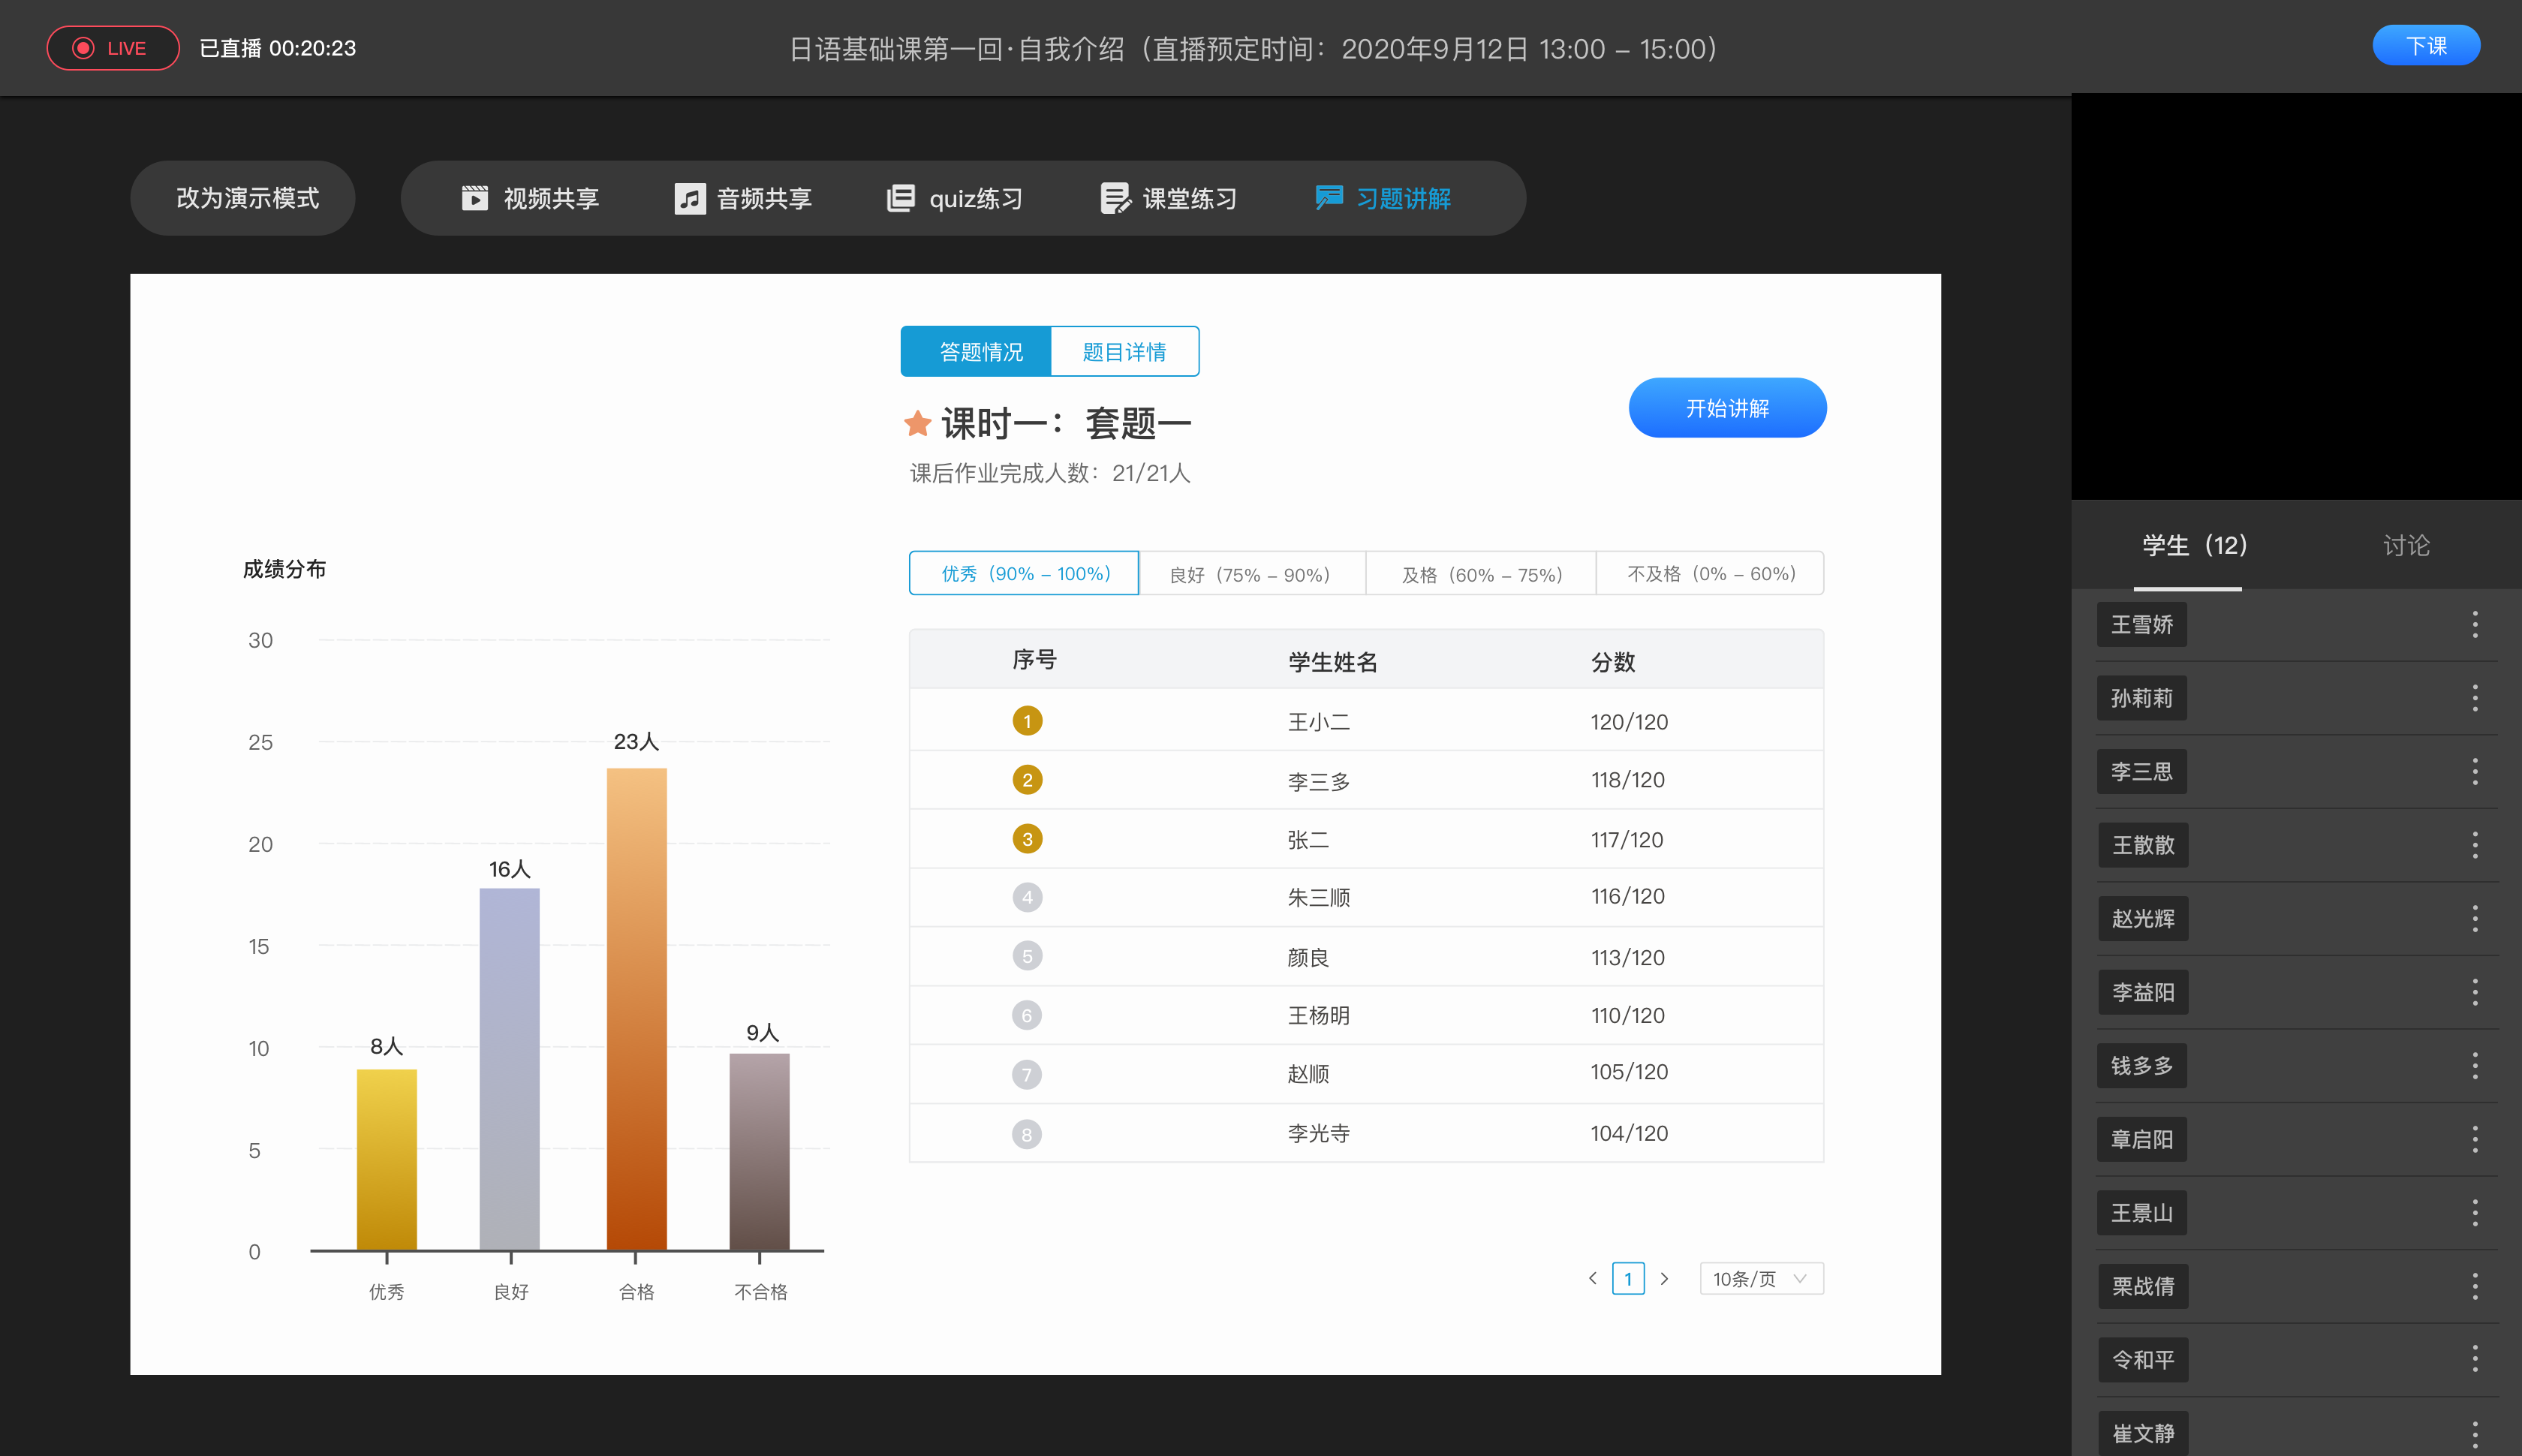 LIVE 已直播 00:20:23
日语基础课第一回·自我介绍（直播预定时间：2020年9月12日 13:00 – 15:00）
下课
改为演示模式
视频共享 音频共享 quiz练习 课堂练习 习题讲解
答题情况 题目详情
课时一：套题一
课后作业完成人数：21/21人
开始讲解
成绩分布
30
25
20
15
10
5
0
8人
16人
23人
9人
优秀 良好 合格 不合格
优秀（90% – 100%） 良好（75% – 90%） 及格（60% – 75%） 不及格（0% – 60%）
序号 学生姓名 分数
1 王小二 120/120
2 李三多 118/120
3 张二 117/120
4 朱三顺 116/120
5 颜良 113/120
6 王杨明 110/120
7 赵顺 105/120
8 李光寺 104/120
1 10条/页
学生（12） 讨论
王雪娇
孙莉莉
李三思
王散散
赵光辉
李益阳
钱多多
章启阳
王景山
栗战倩
令和平
崔文静